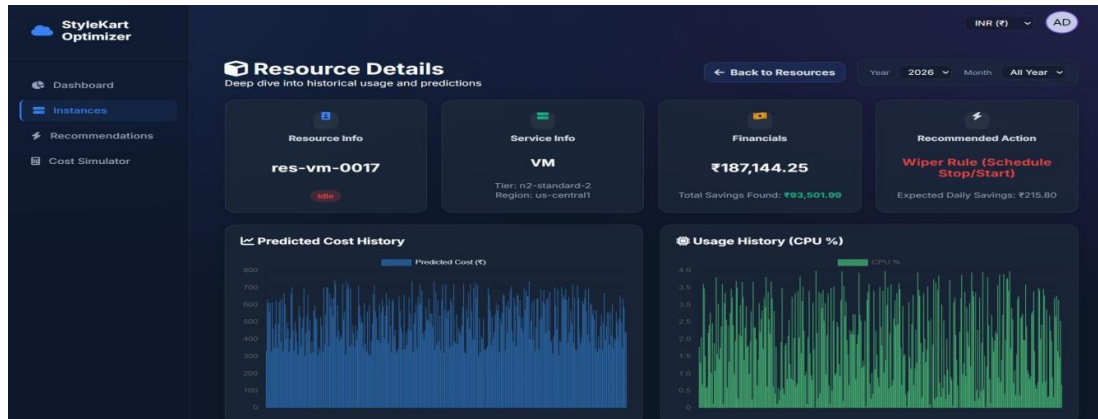 StyleKart
Optimizer
INR (₹)
AD
Dashboard
Instances
Recommendations
Cost Simulator
Resource Details
Deep dive into historical usage and predictions
← Back to Resources
Year 2026 Month All Year
Resource Info
res-vm-0017
Idle
Service Info
VM
Tier: n2-standard-2
Region: us-central1
Financials
₹187,144.25
Total Savings Found: ₹93,501.99
Recommended Action
Wiper Rule (Schedule
Stop/Start)
Expected Daily Savings: ₹215.80
Predicted Cost History
Predicted Cost (₹)
800
700
600
500
400
300
200
100
0
Usage History (CPU %)
CPU %
4.0
3.5
3.0
2.5
2.0
1.5
1.0
0.5
0